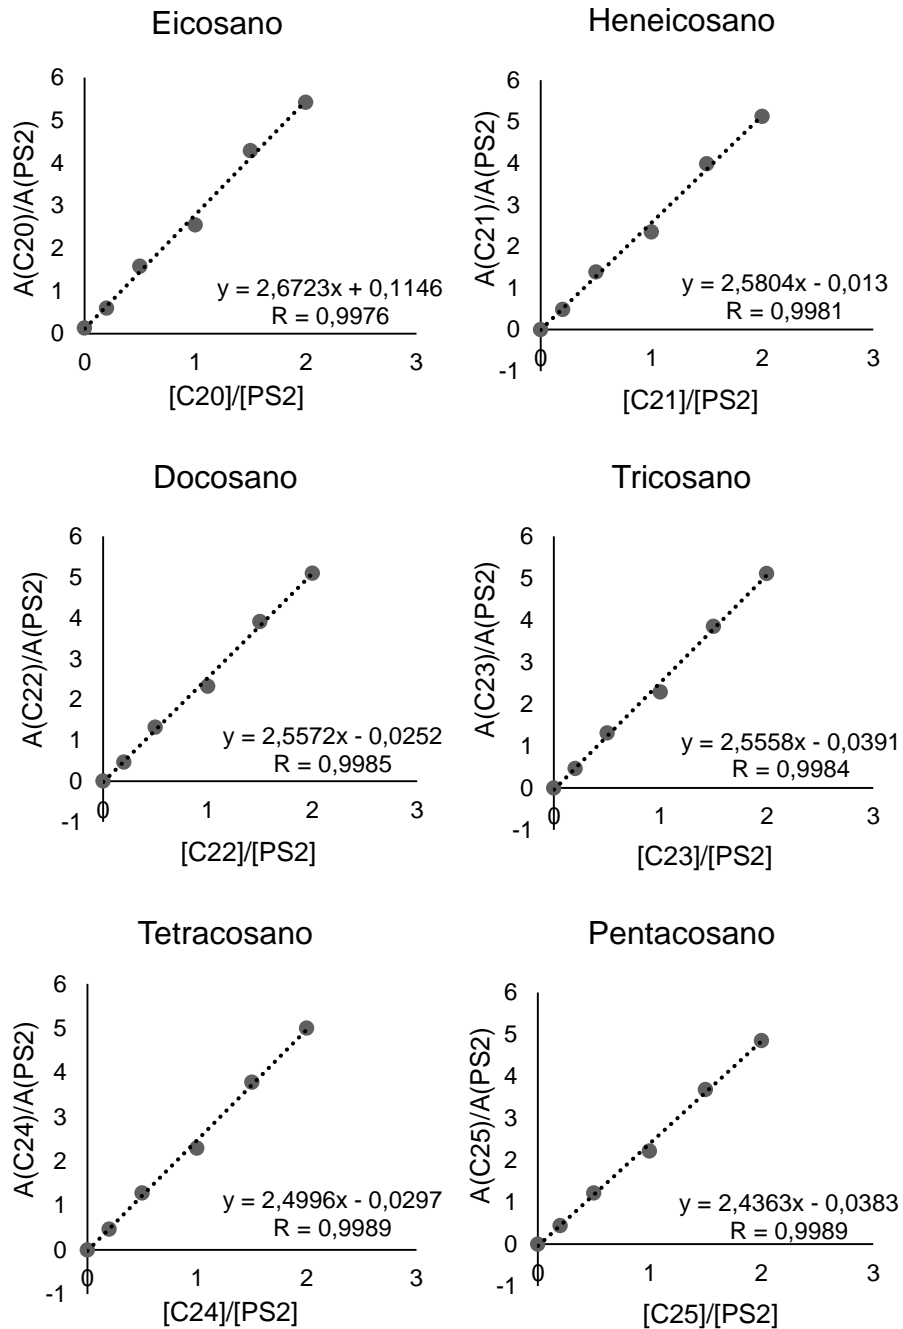 Eicosano
6
5
4
3
2
1
0
0
1
2
3
A(C20)/A(PS2)
y = 2,6723x + 0,1146
R = 0,9976
[C20]/[PS2]
Heneicosano
6
5
4
3
2
1
0
-1
0
1
2
3
A(C21)/A(PS2)
y = 2,5804x - 0,013
R = 0,9981
[C21]/[PS2]
Docosano
6
5
4
3
2
1
0
-1
0
1
2
3
A(C22)/A(PS2)
y = 2,5572x - 0,0252
R = 0,9985
[C22]/[PS2]
Tricosano
6
5
4
3
2
1
0
-1
0
1
2
3
A(C23)/A(PS2)
y = 2,5558x - 0,0391
R = 0,9984
[C23]/[PS2]
Tetracosano
6
5
4
3
2
1
0
-1
0
1
2
3
A(C24)/A(PS2)
y = 2,4996x - 0,0297
R = 0,9989
[C24]/[PS2]
Pentacosano
6
5
4
3
2
1
0
-1
0
1
2
3
A(C25)/A(PS2)
y = 2,4363x - 0,0383
R = 0,9989
[C25]/[PS2]